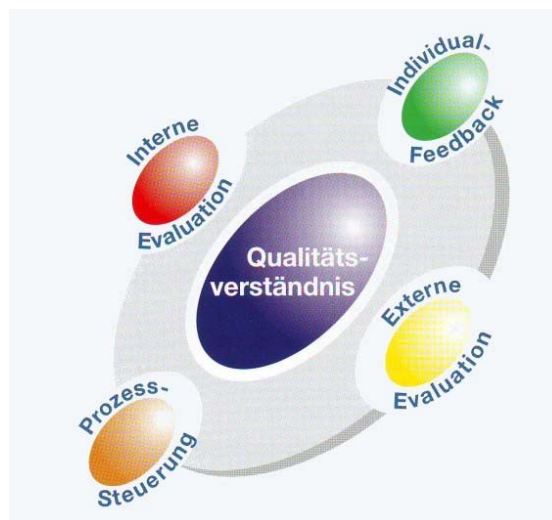 Individual-
Feedback
Interne
Evaluation
Qualitäts-
verständnis
Externe
Evaluation
Prozess-
Steuerung